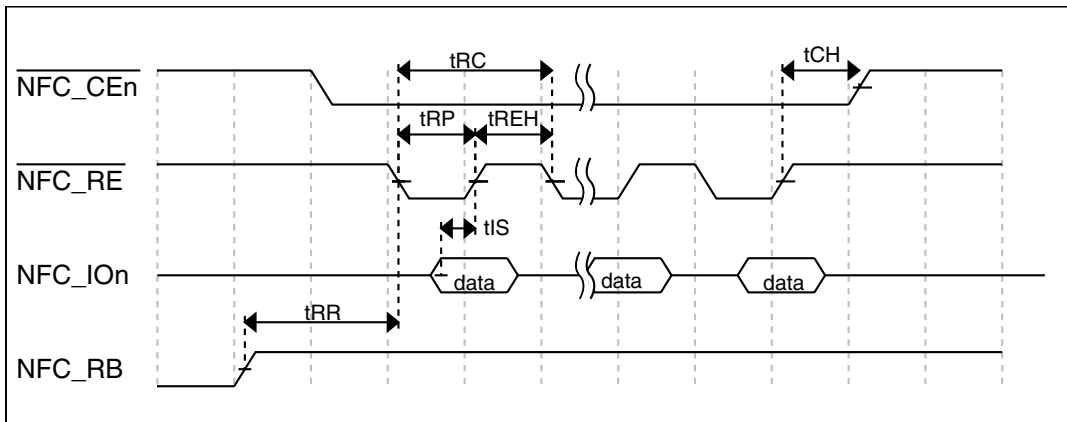 tRC
tCH
NFC_CEn
tRP
tREH
NFC_RE
tIS
NFC_IOn
data
data
data
tRR
NFC_RB